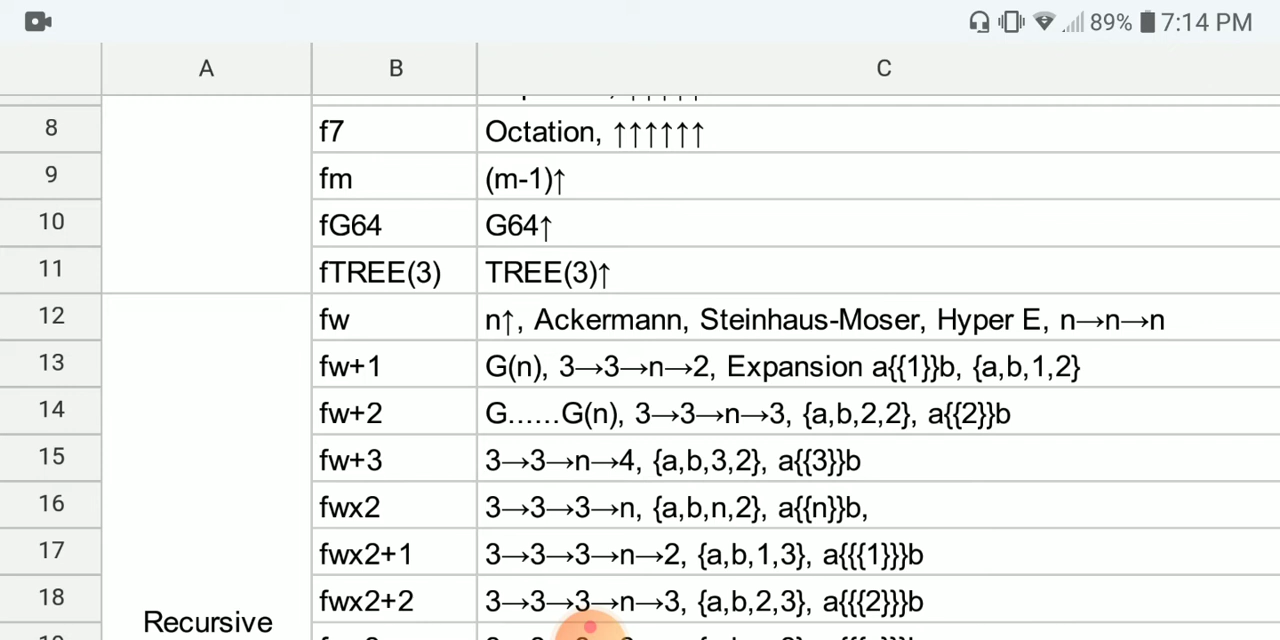 89% 7:14 PM
A B C
8 f7 Octation, ↑↑↑↑↑↑
9 fm (m-1)↑
10 fG64 G64↑
11 fTREE(3) TREE(3)↑
12 fw n↑, Ackermann, Steinhaus-Moser, Hyper E, n→n→n
13 fw+1 G(n), 3→3→n→2, Expansion a{{1}}b, {a,b,1,2}
14 fw+2 G......G(n), 3→3→n→3, {a,b,2,2}, a{{2}}b
15 fw+3 3→3→n→4, {a,b,3,2}, a{{3}}b
16 fwx2 3→3→3→n, {a,b,n,2}, a{{n}}b,
17 fwx2+1 3→3→3→n→2, {a,b,1,3}, a{{{1}}}b
18 fwx2+2 3→3→3→n→3, {a,b,2,3}, a{{{2}}}b
Recursive